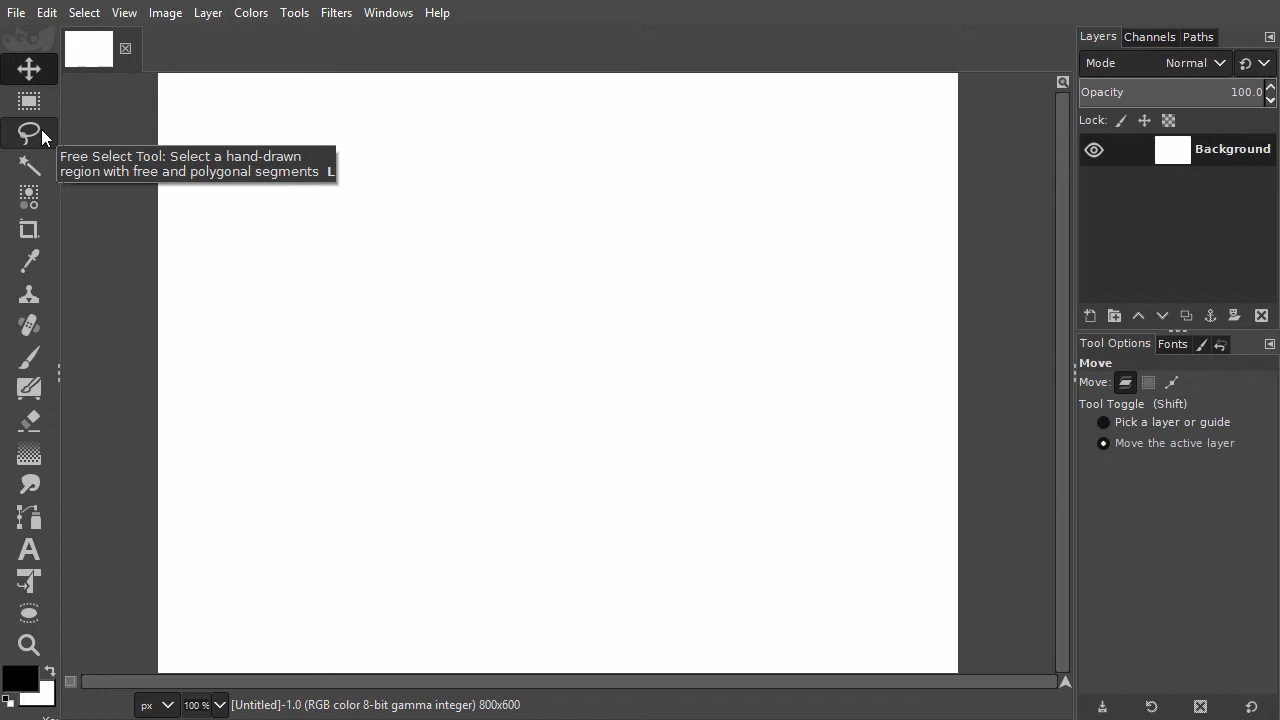 File Edit Select View Image Layer Colors Tools Filters Windows Help
Layers Channels Paths
Mode Normal
Opacity 100.0
Lock:
Background
Free Select Tool: Select a hand-drawn
region with free and polygonal segments L
A
Tool Options Fonts
Move
Move:
Tool Toggle (Shift)
Pick a layer or guide
Move the active layer
px 100 % [Untitled]-1.0 (RGB color 8-bit gamma integer) 800x600